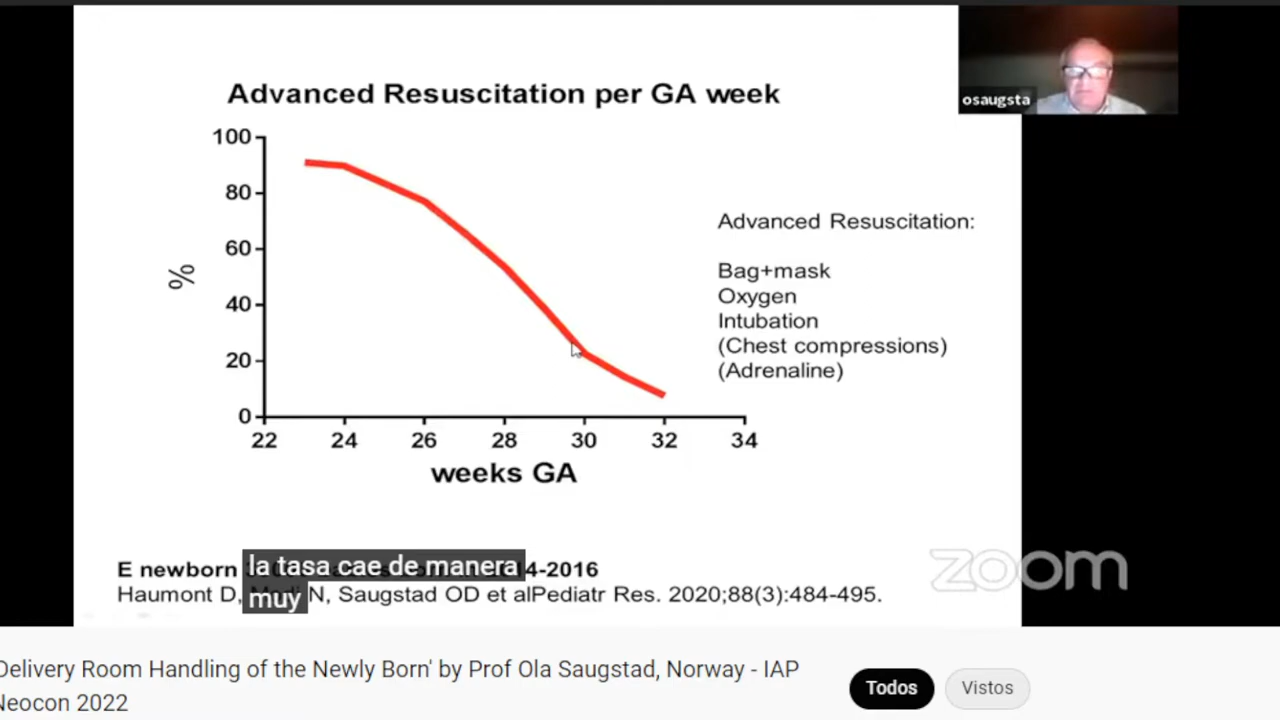 Advanced Resuscitation per GA week
osaugsta
100
80
60
40
20
0
%
22 24 26 28 30 32 34
weeks GA
Advanced Resuscitation:
Bag+mask
Oxygen
Intubation
(Chest compressions)
(Adrenaline)
E newborn 4-2016
la tasa cae de manera
Haumont D, N, Saugstad OD et alPediatr Res. 2020;88(3):484-495.
muy
zoom
Delivery Room Handling of the Newly Born' by Prof Ola Saugstad, Norway - IAP
Neocon 2022
Todos
Vistos